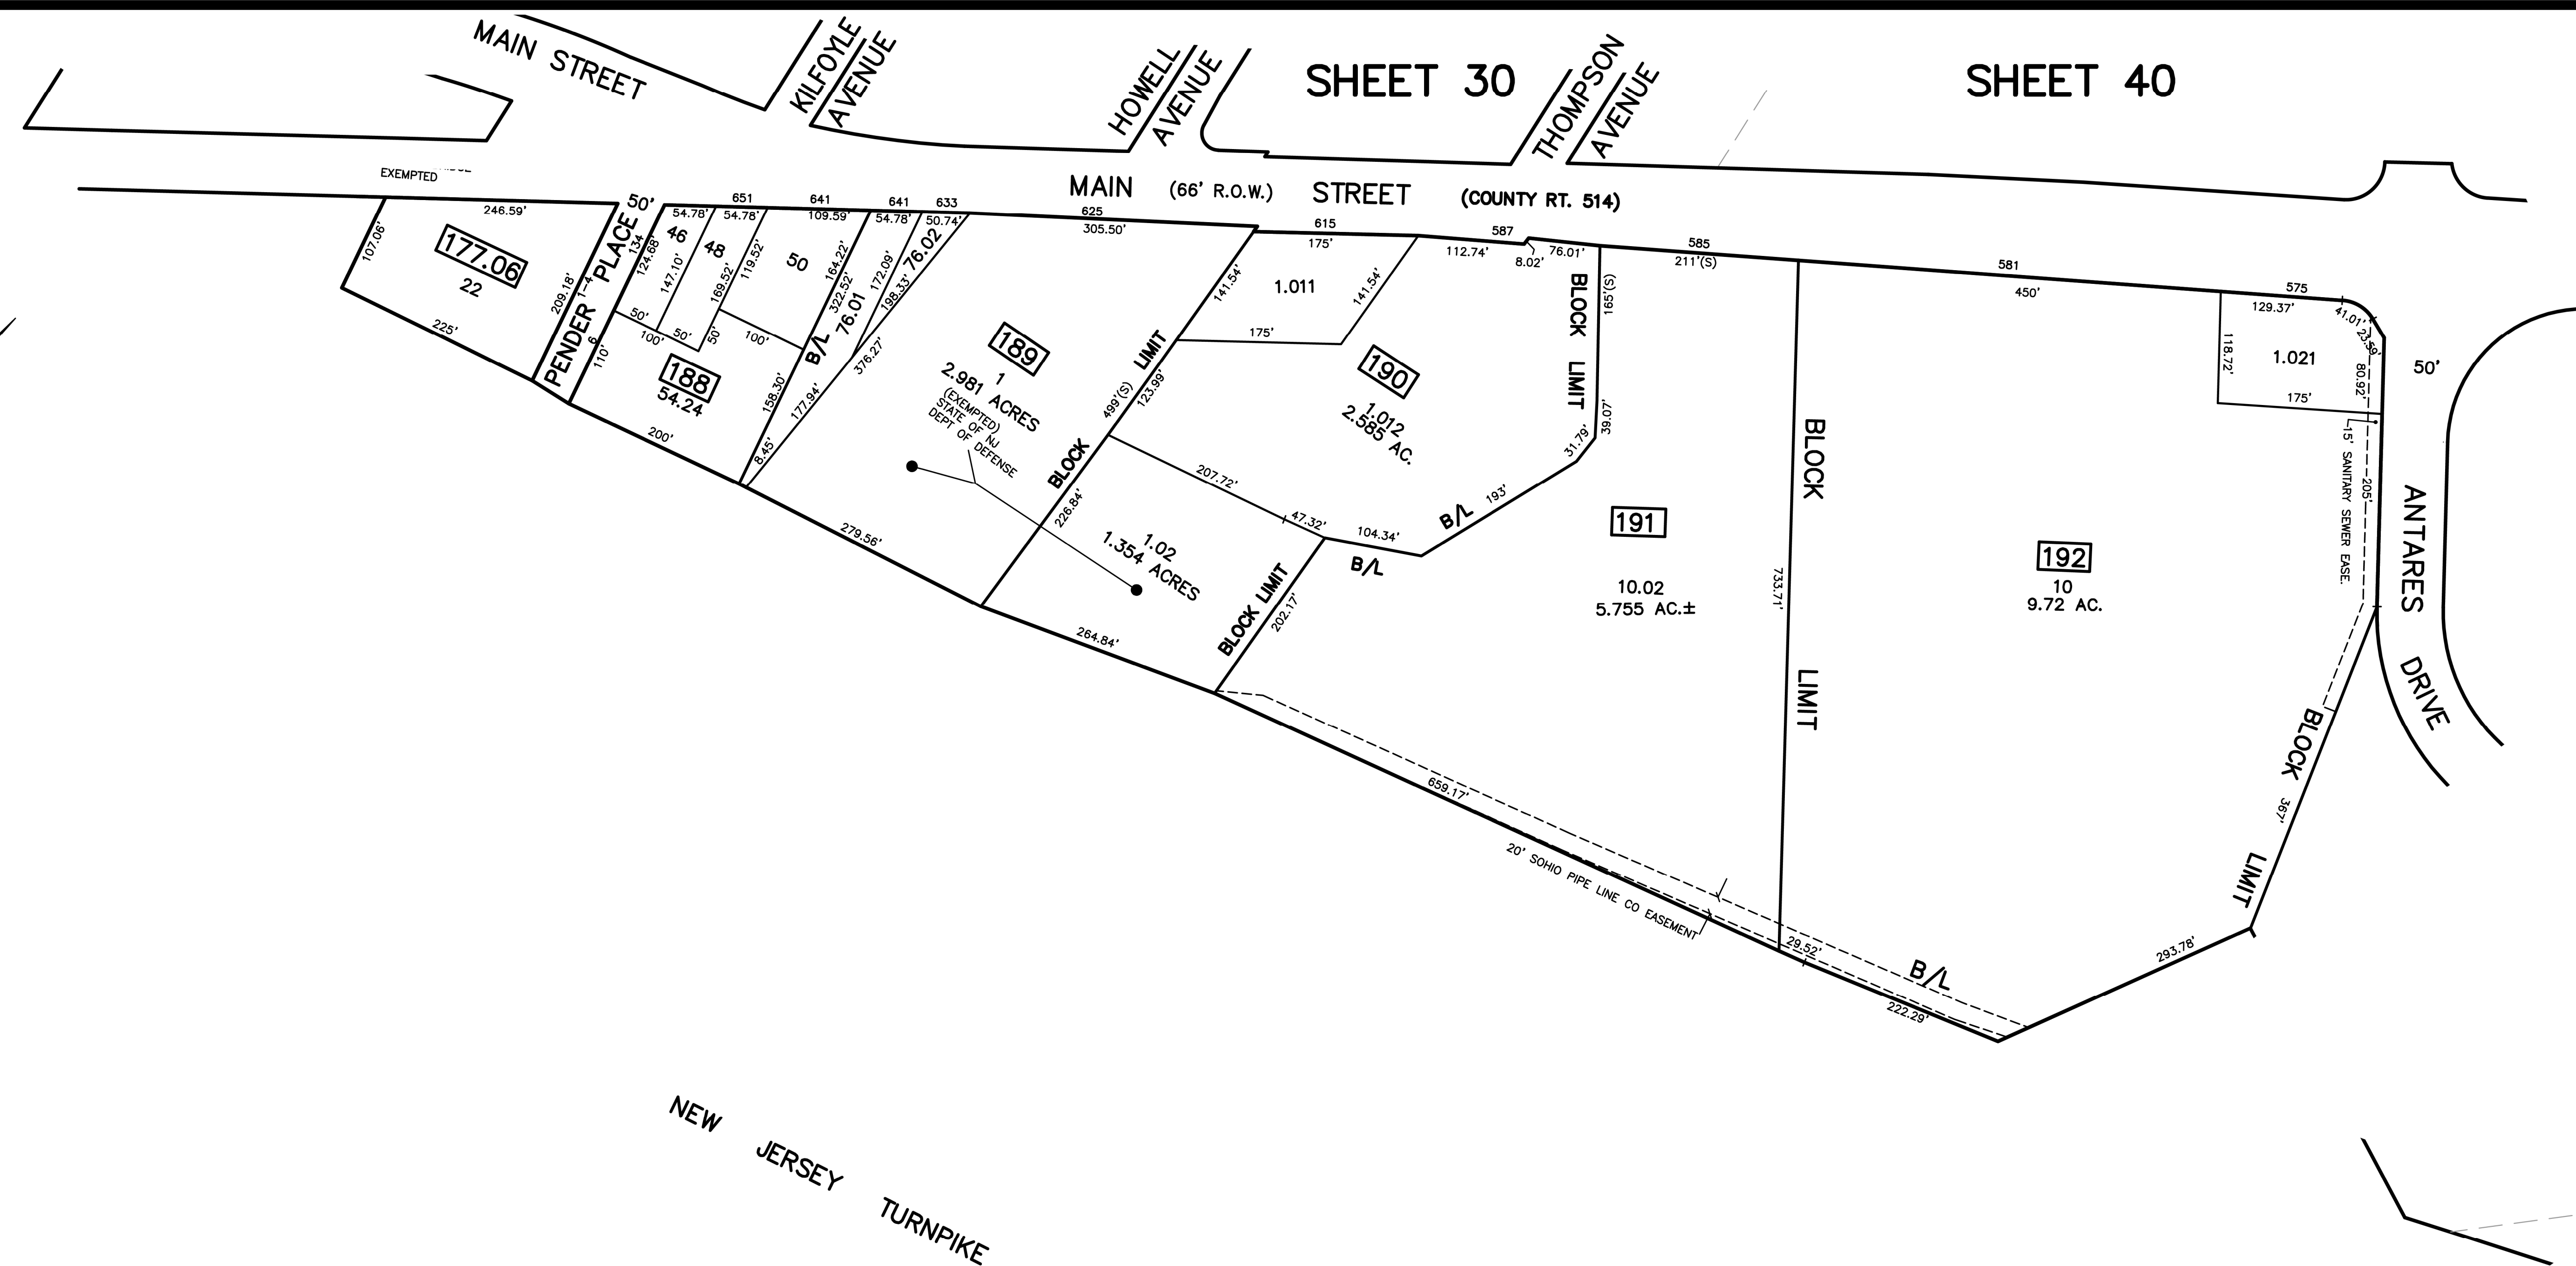 MAIN STREET
KILFOYLE
AVENUE
HOWELL
AVENUE
SHEET 30
THOMPSON
AVENUE
SHEET 40
EXEMPTED
MAIN (66' R.O.W.) STREET (COUNTY RT. 514)
246.59'
107.06'
177.06
22
225'
209.18'
50'
PENDER PLACE
1-4
6
134
124.68'
110'
651
641
641
633
625
615
587
585
581
575
54.78'
54.78'
109.59'
54.78'
50.74'
305.50'
175'
112.74'
8.02'
76.01'
211'(S)
450'
129.37'
41.01'
23.59'
46
48
50
147.10'
169.52'
119.52'
164.22'
322.52'
172.09'
198.33'
76.01
76.02
50'
100'
50'
50'
100'
B/L
188
54.24
200'
158.30'
177.94'
376.27'
8.45'
189
1
2.981 ACRES
(EXEMPTED)
STATE OF NJ
DEPT OF DEFENSE
279.56'
BLOCK LIMIT
499'(S)
141.54'
123.99'
226.84'
1.011
141.54'
175'
190
1.012
2.585 AC.
207.72'
47.32'
104.34'
B/L
193'
B/L
31.79'
39.07'
165'(S)
BLOCK LIMIT
1.02
1.354 ACRES
264.84'
BLOCK LIMIT
202.17'
191
10.02
5.755 AC.±
733.71'
BLOCK LIMIT
192
10
9.72 AC.
1.021
118.72'
175'
80.92'
50'
15' SANITARY SEWER EASE.
205'
ANTARES DRIVE
BLOCK LIMIT
367'
293.78'
659.17'
20' SOHIO PIPE LINE CO EASEMENT
29.52'
B/L
222.29'
NEW JERSEY TURNPIKE